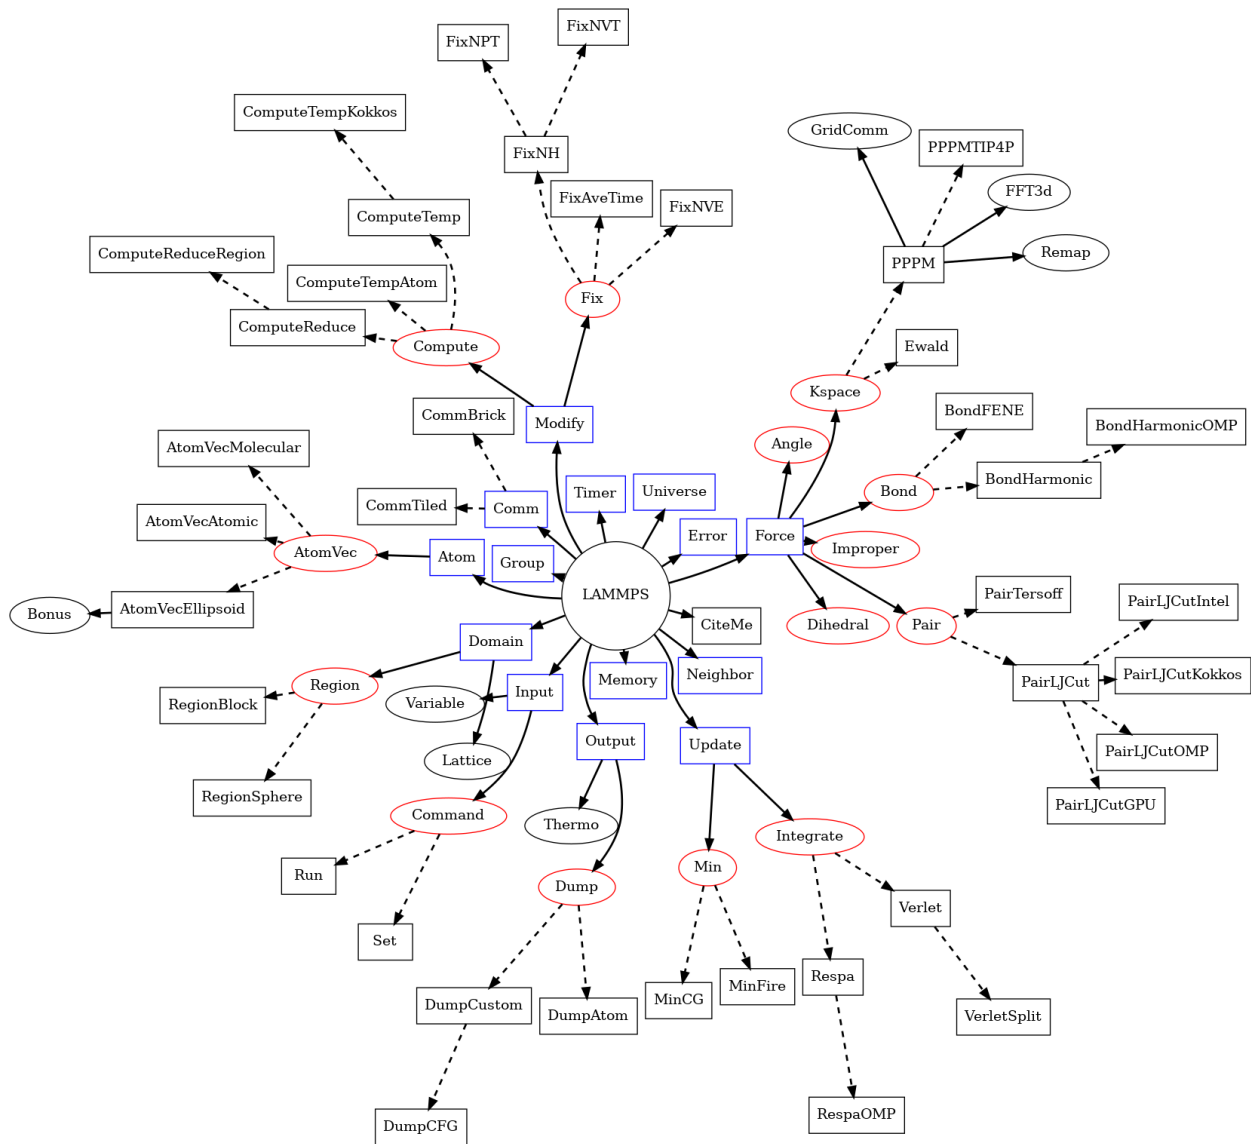 FixNVT
FixNPT
ComputeTempKokkos
GridComm
PPPMTIP4P
FixNH
FFT3d
FixAveTime
FixNVE
ComputeTemp
ComputeReduceRegion
Remap
PPPM
ComputeTempAtom
Fix
ComputeReduce
Compute
Ewald
Kspace
CommBrick
BondFENE
Modify
BondHarmonicOMP
Angle
AtomVecMolecular
BondHarmonic
Timer
Universe
Bond
CommTiled
Comm
AtomVecAtomic
Error
Force
Improper
AtomVec
Atom
Group
LAMMPS
PairTersoff
PairLJCutIntel
AtomVecEllipsoid
Bonus
CiteMe
Dihedral
Pair
Domain
PairLJCutKokkos
Neighbor
Memory
PairLJCut
Region
Input
Variable
RegionBlock
Output
Update
PairLJCutOMP
Lattice
RegionSphere
PairLJCutGPU
Command
Thermo
Integrate
Min
Run
Dump
Verlet
Set
Respa
MinFire
MinCG
DumpCustom
DumpAtom
VerletSplit
RespaOMP
DumpCFG